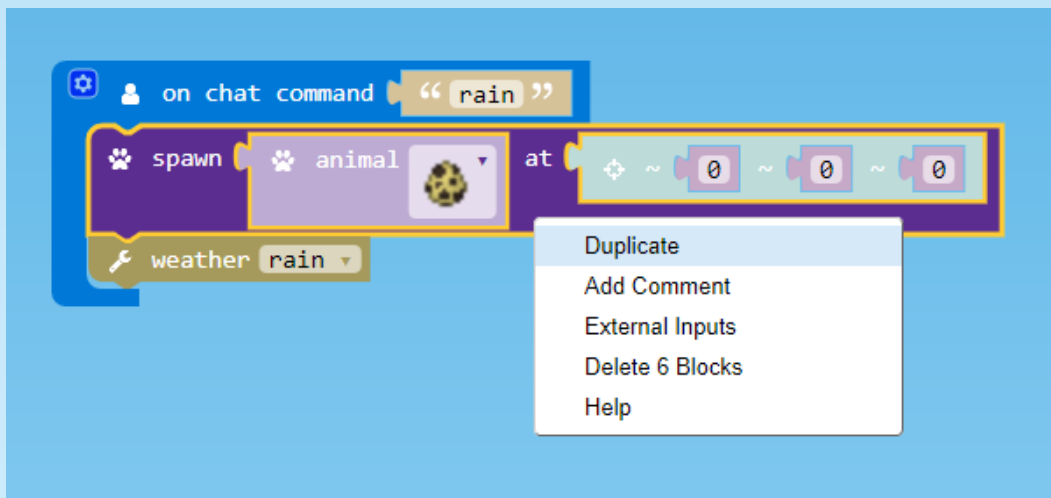 on chat command “ rain ”
spawn animal at ~ 0 ~ 0 ~ 0
weather rain
Duplicate
Add Comment
External Inputs
Delete 6 Blocks
Help